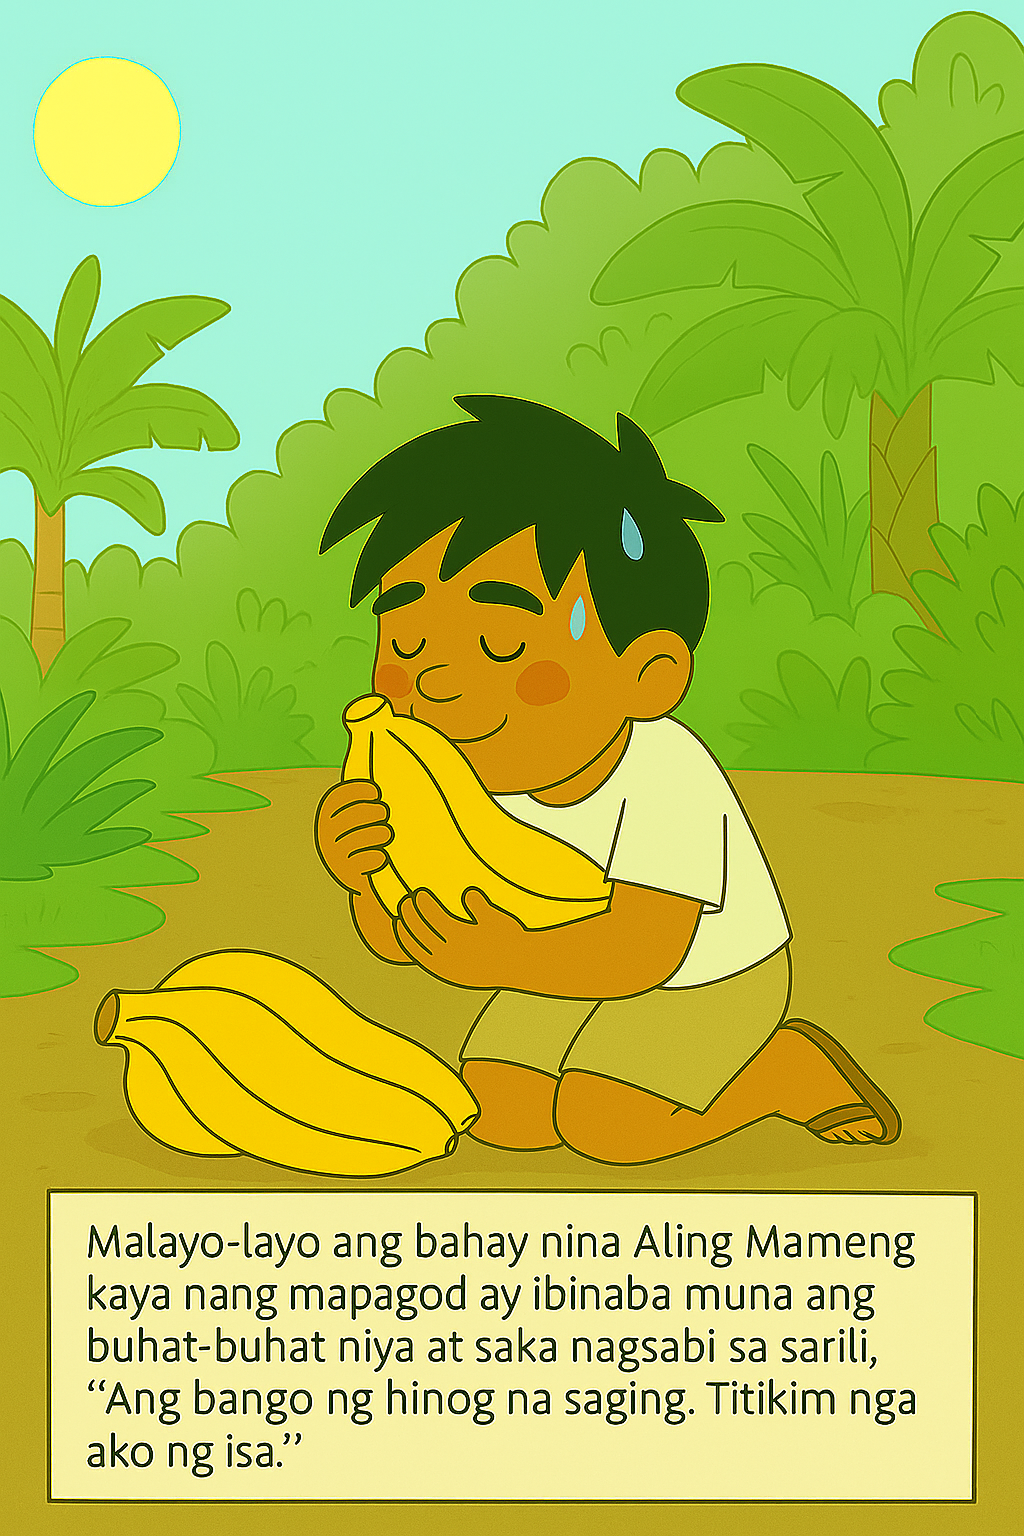 Malayo-layo ang bahay nina Aling Mameng
kaya nang mapagod ay ibinaba muna ang
buhat-buhat niya at saka nagsabi sa sarili,
“Ang bango ng hinog na saging. Titikim nga
ako ng isa.”